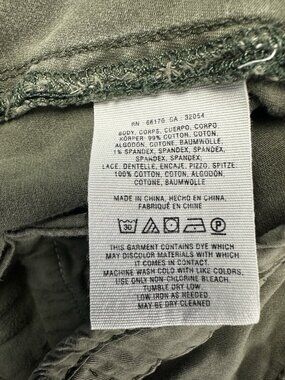 RN : 66170 CA : 32054
BODY, CORPS, CUERPO, CORPO,
KÖRPER: 99% COTTON, COTON,
ALGODÓN, COTONE, BAUMWOLLE
1% SPANDEX, SPANDEX, SPANDEX
SPANDEX, SPANDEX
LACE, DENTELLE, ENCAJE, PIZZO, SPITZE,
100% COTTON, COTON, ALGODÓN
COTONE, BAUMWOLLE
MADE IN CHINA, HECHO EN CHINA,
FABRIQUÉ EN CHINE
30
P
THIS GARMENT CONTAINS DYE WHICH
MAY DISCOLOR MATERIALS WITH WHICH
IT COMES IN CONTACT.
MACHINE WASH COLD WITH LIKE COLORS,
USE ONLY NON-CHLORINE BLEACH.
TUMBLE DRY LOW.
LOW IRON AS NEEDED.
MAY BE DRY CLEANED